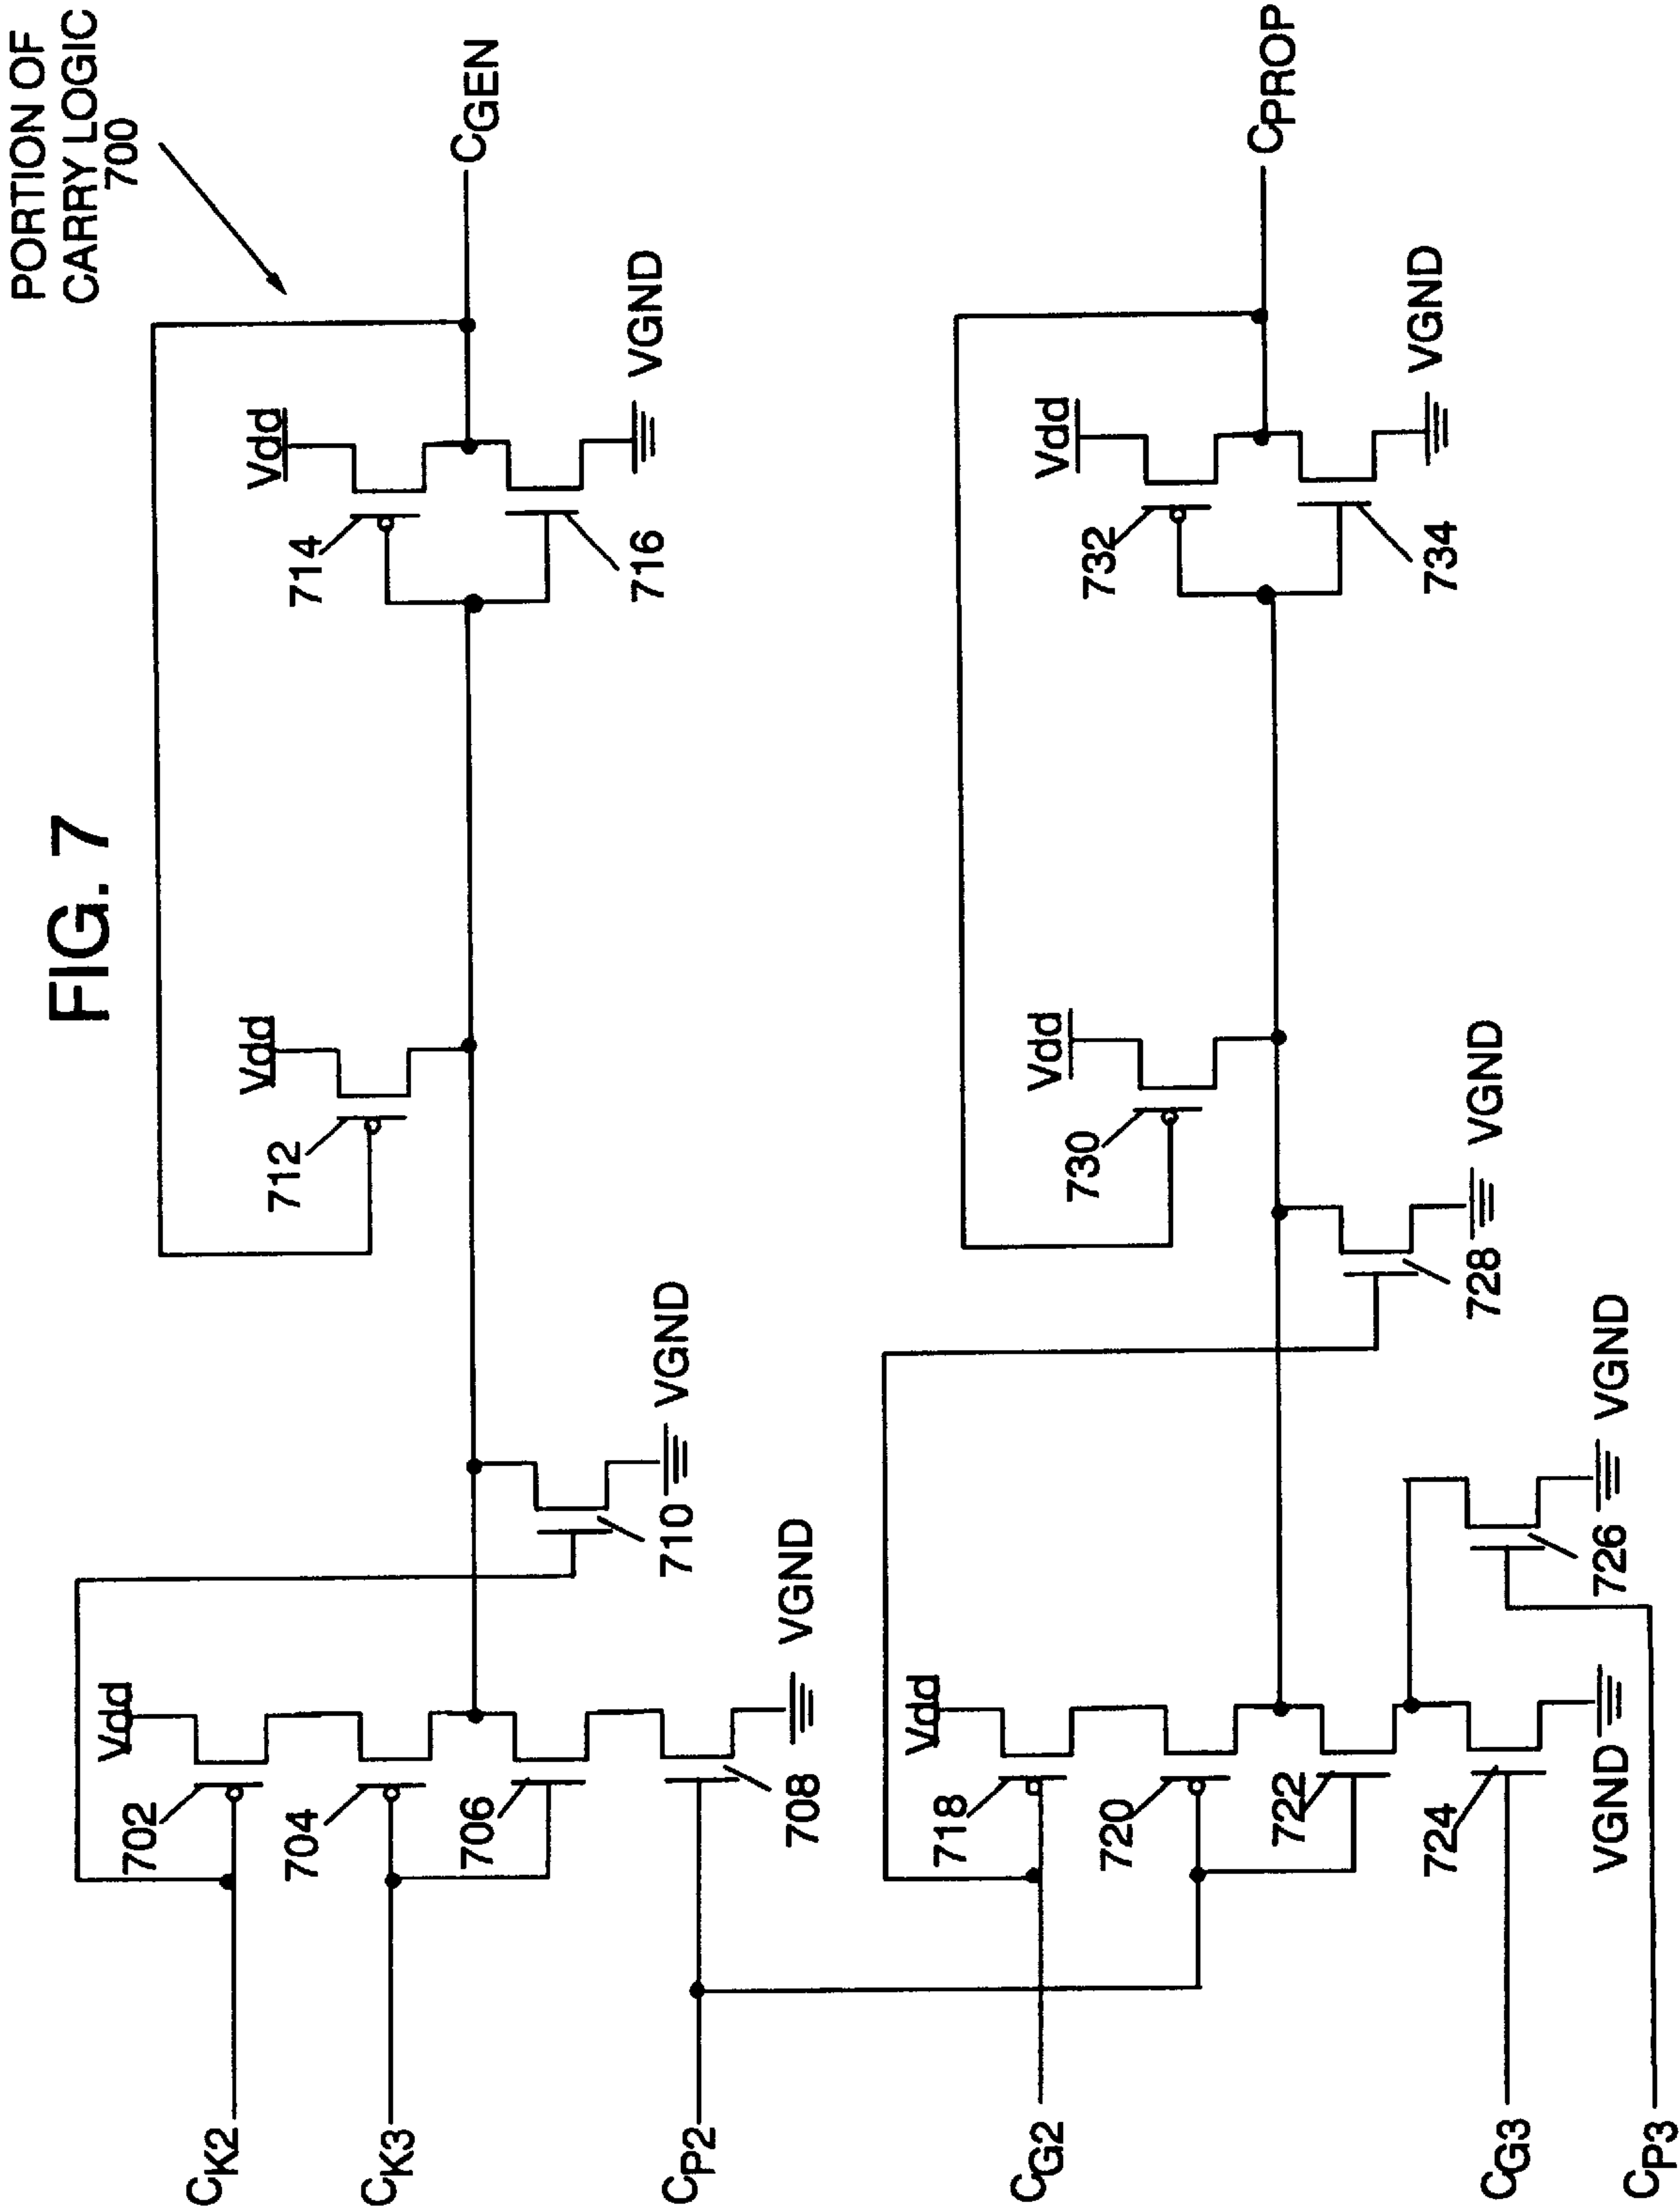 FIG. 7
PORTION OF
CARRY LOGIC
700
CK2
CK3
CP2
Vdd
702
704
706
708
VGND
710
VGND
Vdd
712
Vdd
714
716
VGND
CGEN
CG2
CG3
CP3
Vdd
718
720
722
724
VGND
726
VGND
728
VGND
Vdd
730
Vdd
732
734
VGND
CPROP